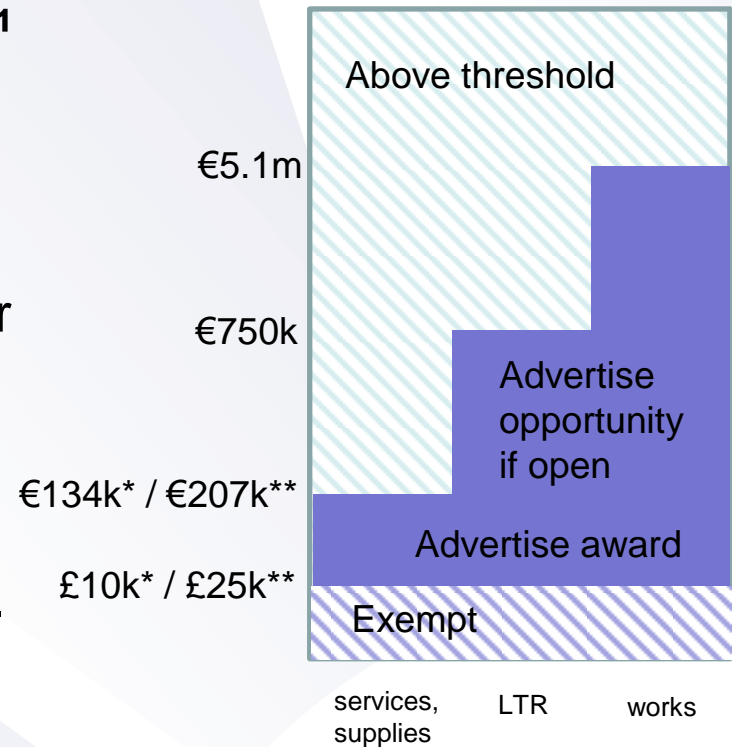 1
r
.
Above threshold
€5.1m
€750k
Advertise
opportunity
if open
€134k* / €207k**
Advertise award
£10k* / £25k**
Exempt
services,
supplies
LTR
works